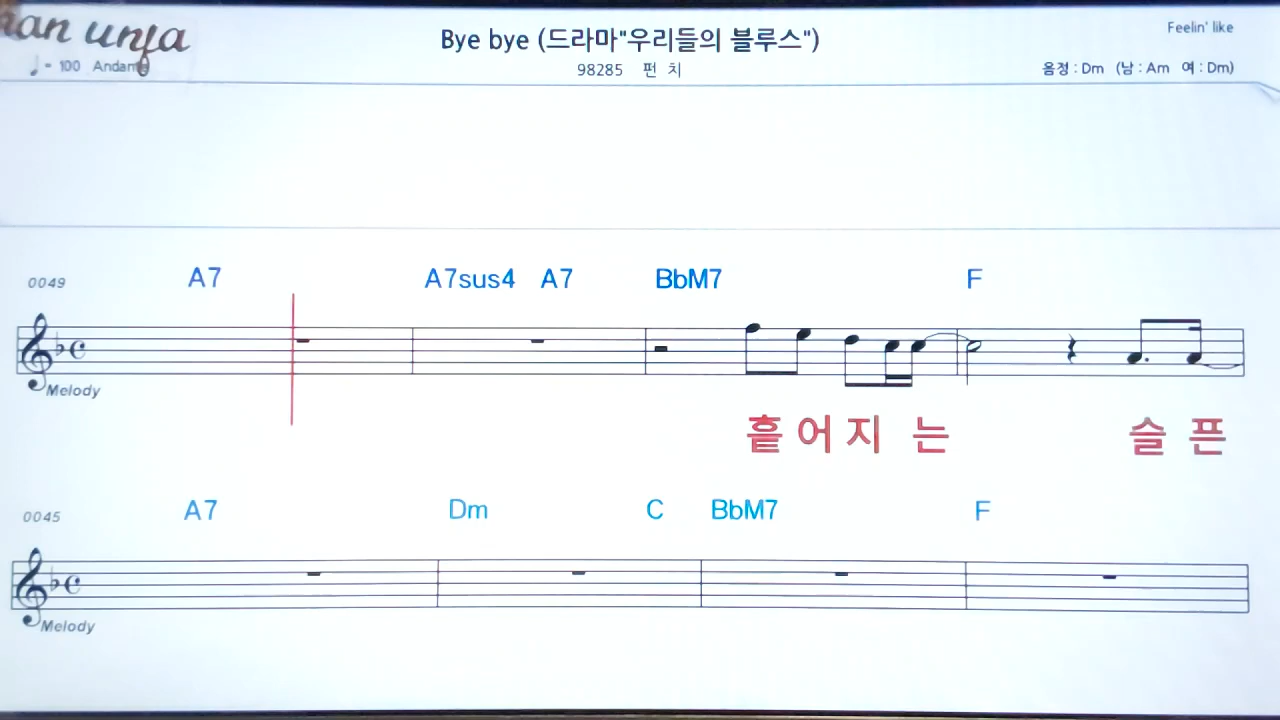 Feelin' like
Bye bye (드라마"우리들의 블루스")
♩= 100 Andante
98285 펀 치
음정 : Dm (남 : Am 여 : Dm)
0049 A7 A7sus4 A7 BbM7 F
Melody
흩 어 지 는 슬 픈
0045 A7 Dm C BbM7 F
Melody